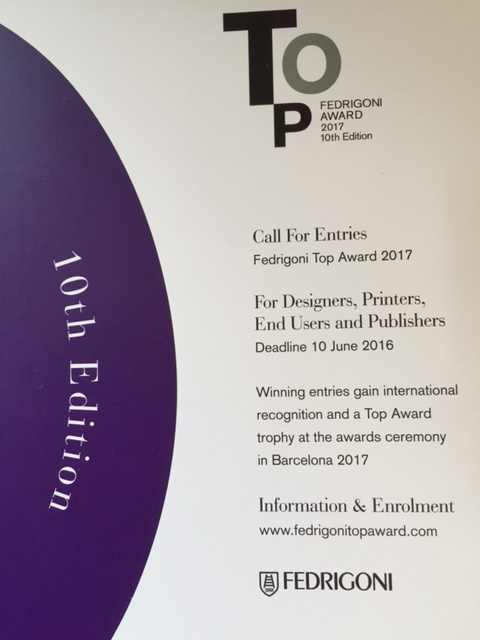 TOP
FEDRIGONI
AWARD
2017
10th Edition
10th Edition
Call For Entries
Fedrigoni Top Award 2017
For Designers, Printers,
End Users and Publishers
Deadline 10 June 2016
Winning entries gain international
recognition and a Top Award
trophy at the awards ceremony
in Barcelona 2017
Information & Enrolment
www.fedrigonitopaward.com
FEDRIGONI